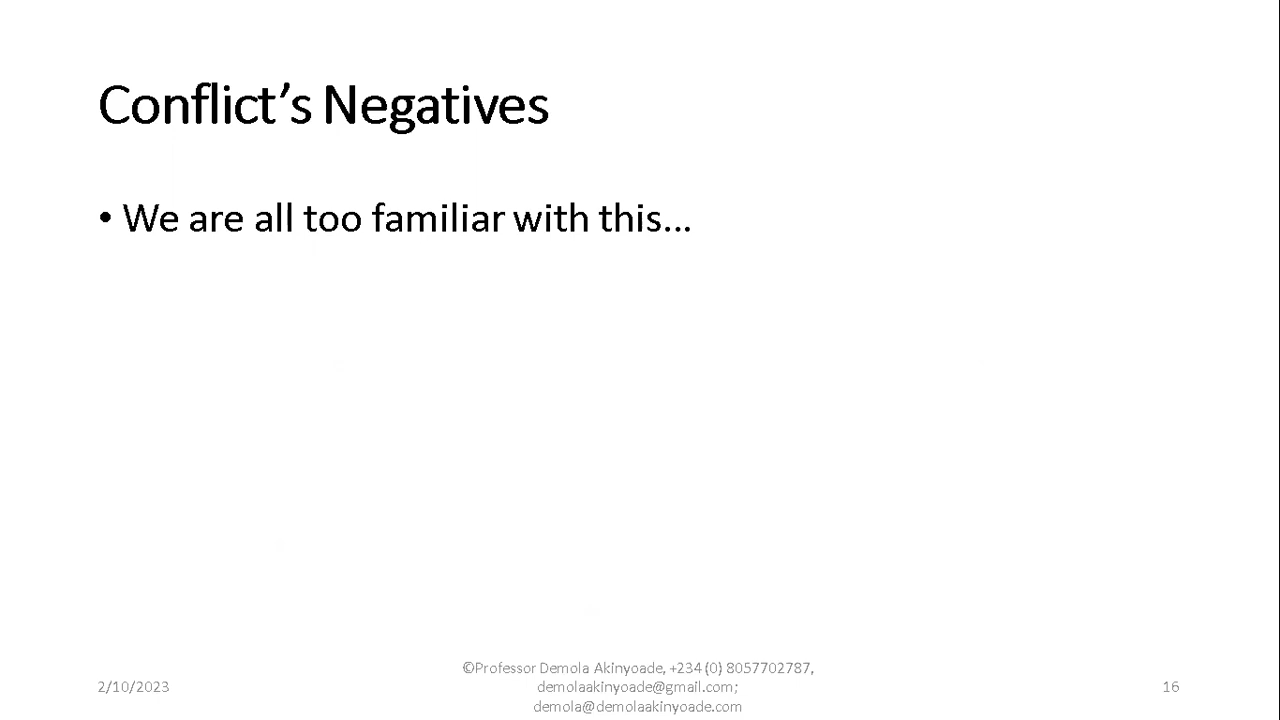 Conflict’s Negatives
• We are all too familiar with this…
©Professor Demola Akinyoade, +234 (0) 8057702787,
demolaakinyoade@gmail.com;
demola@demolaakinyoade.com
2/10/2023
16